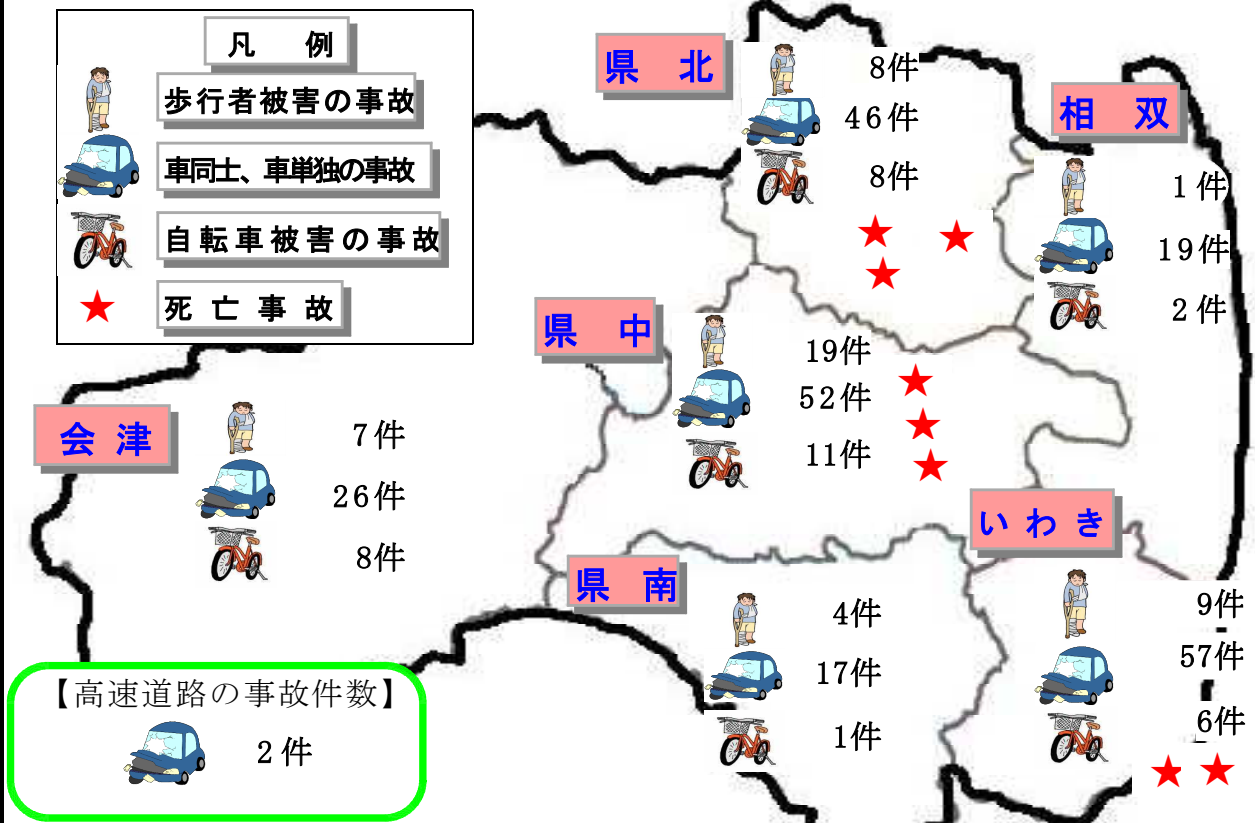 凡 例
歩行者被害の事故
車同士、車単独の事故
自転車被害の事故
死亡事故
県 北
8件
46件
8件
相 双
1件
19件
2件
県 中
19件
52件
11件
会 津
7件
26件
8件
いわき
9件
57件
6件
県 南
4件
17件
1件
【高速道路の事故件数】
2件